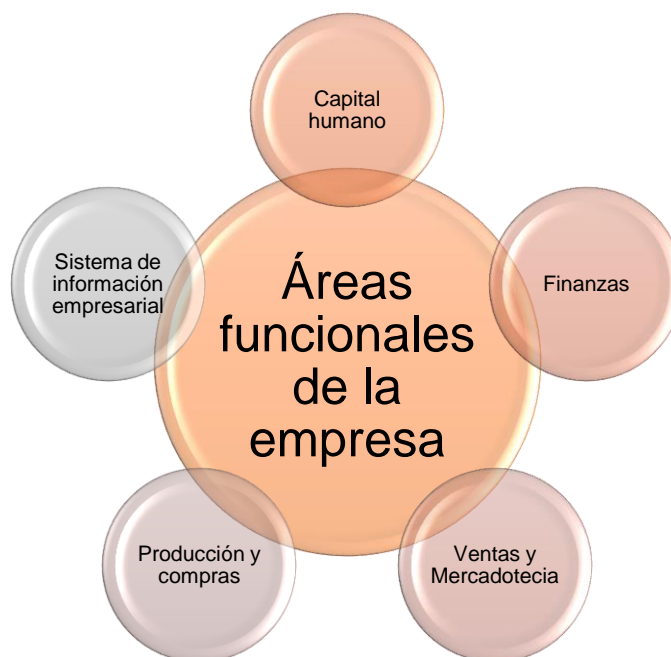 Capital
humano
Sistema de
información
empresarial
Áreas
funcionales
de la
empresa
Finanzas
Producción y
compras
Ventas y
Mercadotecia